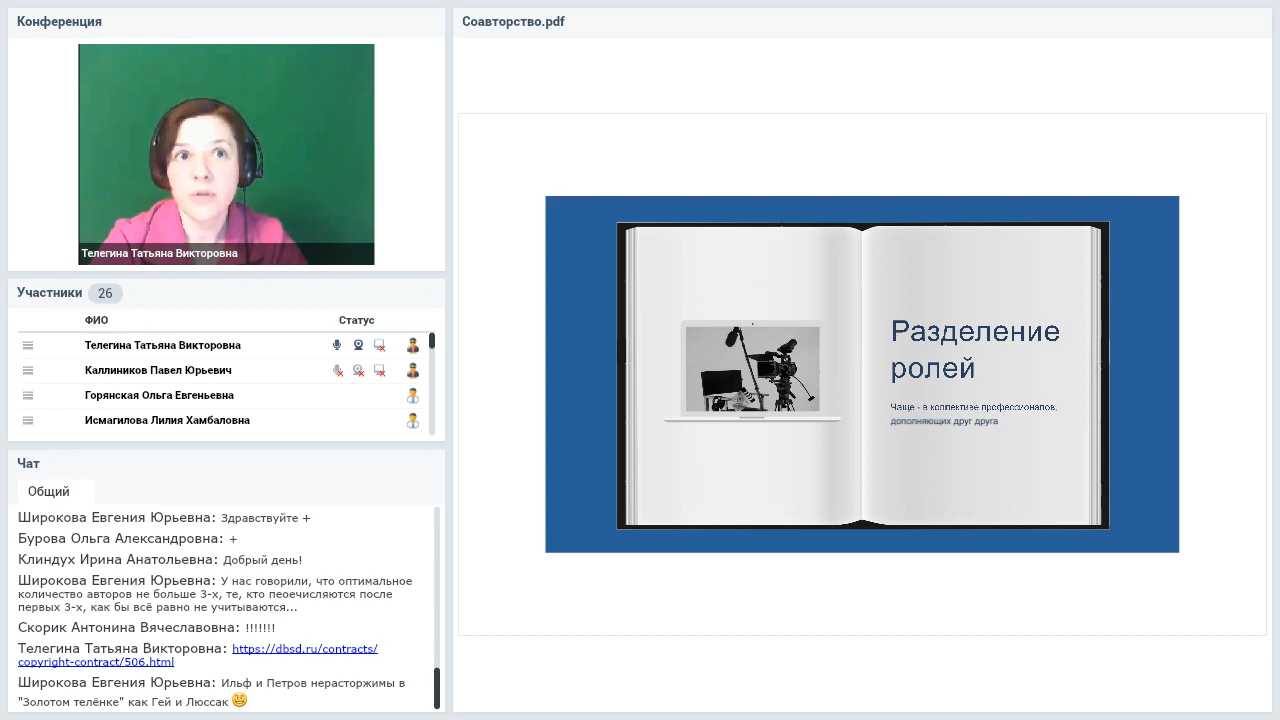 Конференция
Телегина Татьяна Викторовна
Участники 26
ФИО Статус
Телегина Татьяна Викторовна
Каллиников Павел Юрьевич
Горянская Ольга Евгеньевна
Исмагилова Лилия Хамбаловна
Чат
Общий
Широкова Евгения Юрьевна: Здравствуйте +
Бурова Ольга Александровна: +
Клиндух Ирина Анатольевна: Добрый день!
Широкова Евгения Юрьевна: У нас говорили, что оптимальное
количество авторов не больше 3-х, те, кто пеоечисляются после
первых 3-х, как бы всё равно не учитываются...
Скорик Антонина Вячеславовна: !!!!!!!
Телегина Татьяна Викторовна: https://dbsd.ru/contracts/
copyright-contract/506.html
Широкова Евгения Юрьевна: Ильф и Петров нерасторжимы в
"Золотом телёнке" как Гей и Люссак
Соавторство.pdf
Разделение
ролей
Чаще - в коллективе профессионалов,
дополняющих друг друга